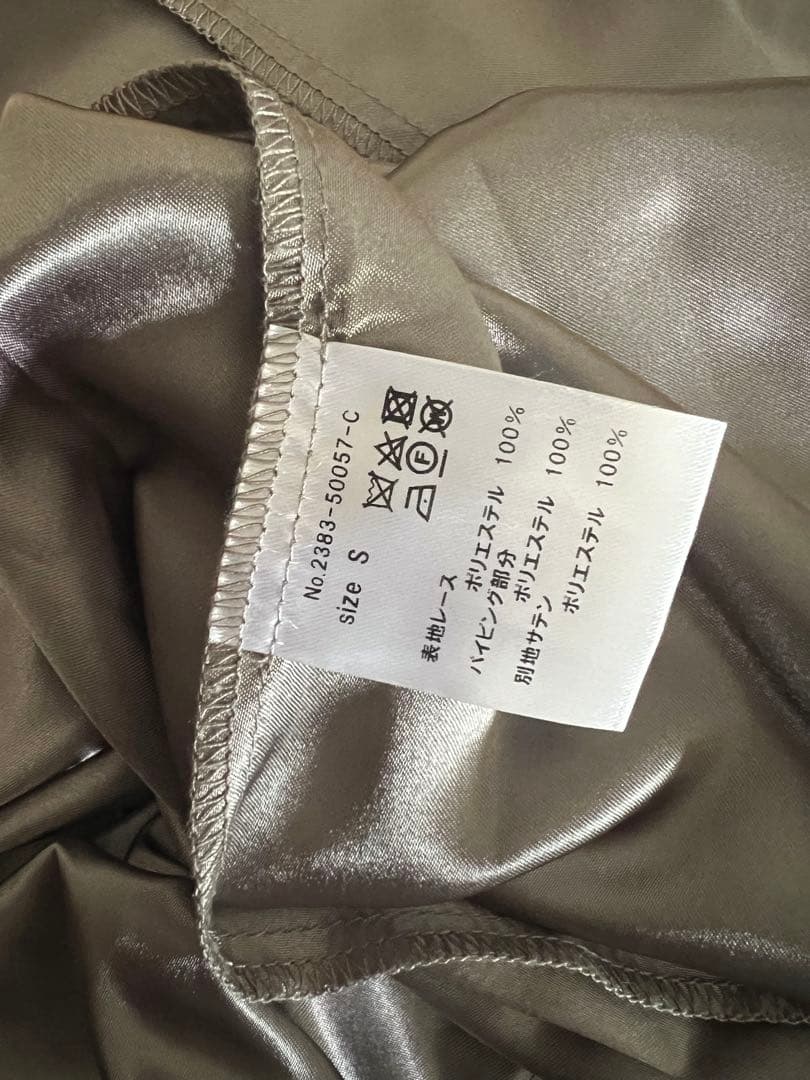 No.2383-50057-C
size S
F
W
表地レース
ポリエステル 100%
パイピング部分
ポリエステル 100%
別地サテン
ポリエステル 100%